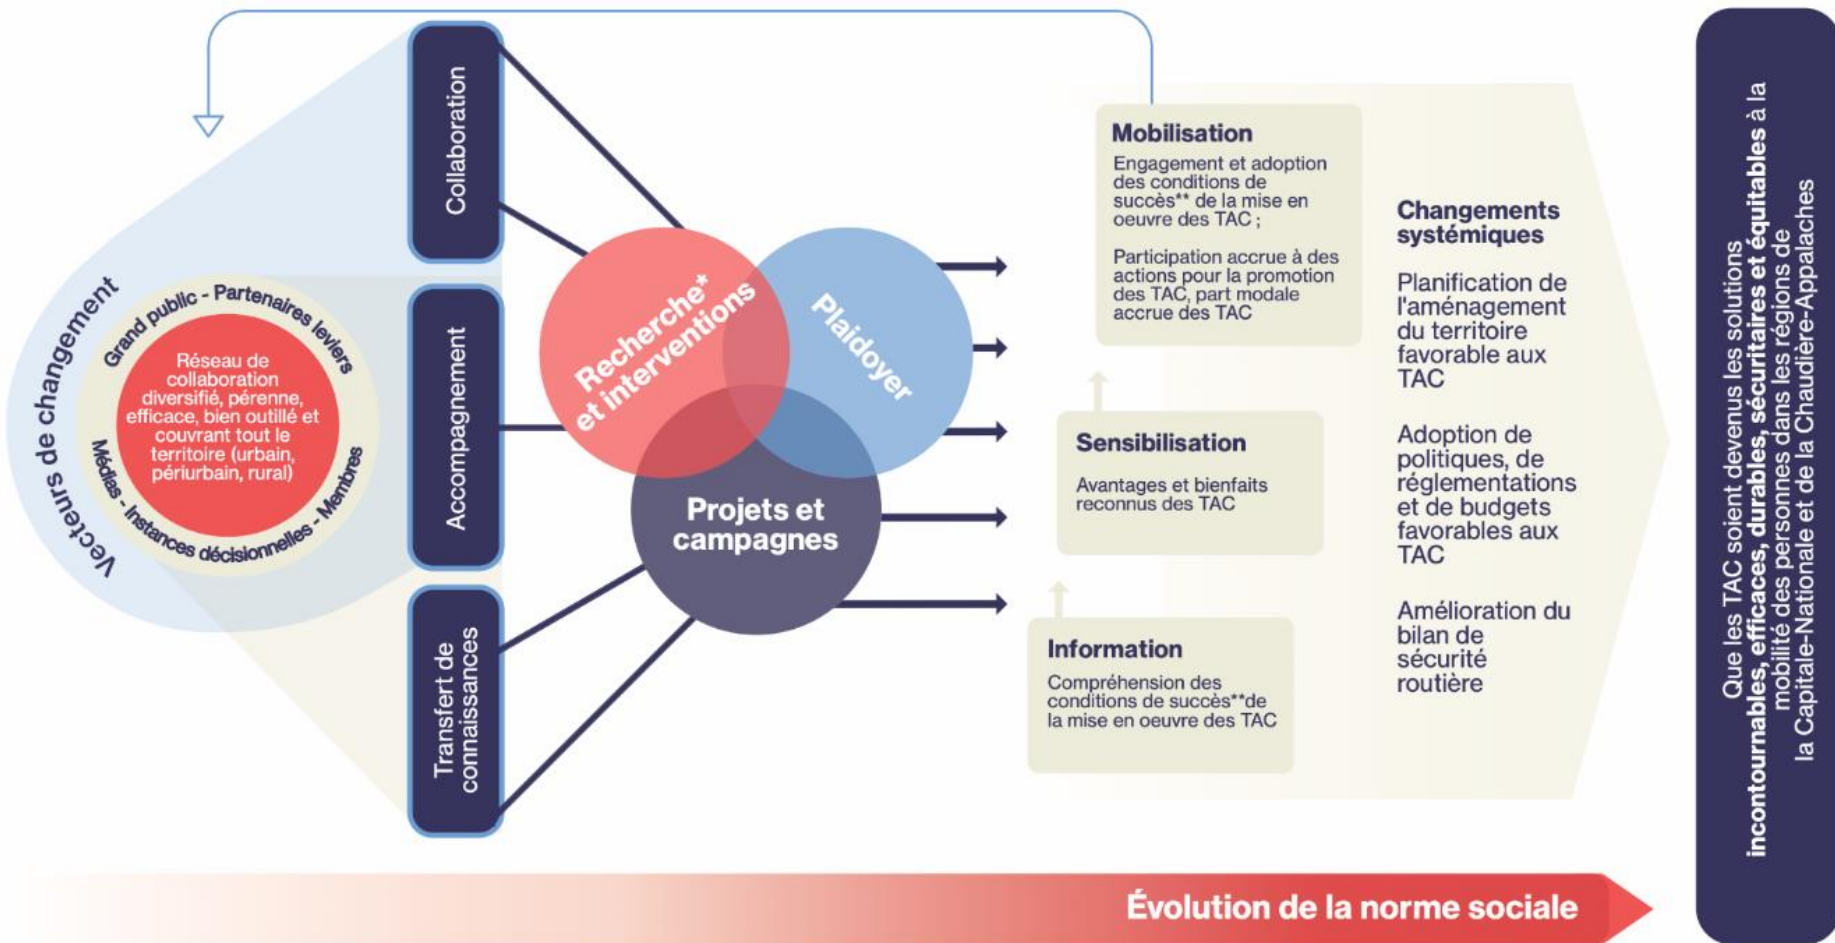 Vecteurs de changement
Grand public - Partenaires leviers
Réseau de
collaboration
diversifié, pérenne,
efficace, bien outillé et
couvrant tout le
territoire (urbain,
périurbain, rural)
Médias - Instances décisionnelles - Membres
Collaboration
Accompagnement
Transfert de
connaissances
Recherche*
et interventions
Plaidoyer
Projets et
campagnes
Mobilisation
Engagement et adoption
des conditions de
succès** de la mise en
oeuvre des TAC ;
Participation accrue à des
actions pour la promotion
des TAC, part modale
accrue des TAC
Sensibilisation
Avantages et bienfaits
reconnus des TAC
Information
Compréhension des
conditions de succès**de
la mise en oeuvre des TAC
Changements
systémiques
Planification de
l'aménagement
du territoire
favorable aux
TAC
Adoption de
politiques, de
réglementations
et de budgets
favorables aux
TAC
Amélioration du
bilan de
sécurité
routière
Que les TAC soient devenus les solutions
incontournables, efficaces, durables, sécuritaires et équitables à la
mobilité des personnes dans les régions de
la Capitale-Nationale et de la Chaudière-Appalaches
Évolution de la norme sociale